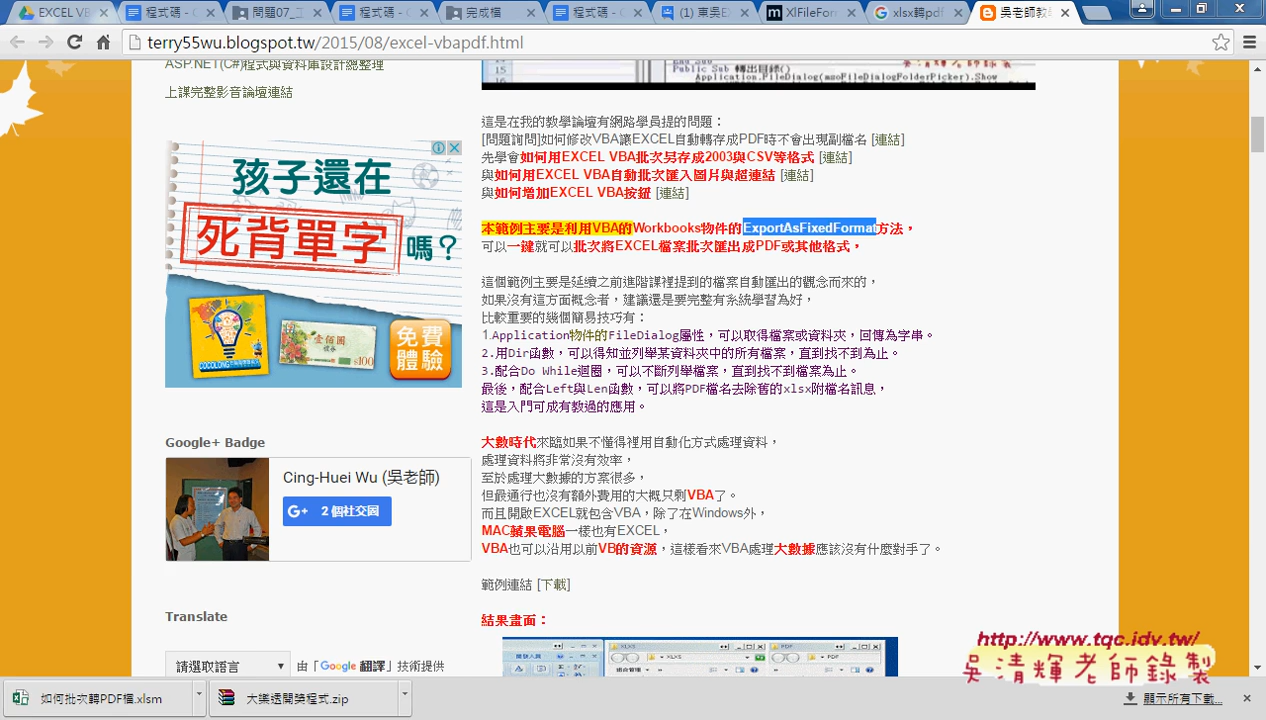 EXCEL VB
程式碼 - C
問題07_工
程式碼 - C
完成檔
程式碼 - C
(1) 東吳E
XlFileForm
xlsx轉pdf
吳老師教
terry55wu.blogspot.tw/2015/08/excel-vbapdf.html
ASP.NET(C#)程式與資料庫設計總整理
上課完整影音論壇連結
15
16
End Sub
Public Sub 轉出目錄()
Application.FileDialog(msoFileDialogFolderPicker).Show
孩子還在
死背單字
嗎？
壹佰圓
$100
免費
體驗
Google+ Badge
Cing-Huei Wu (吳老師)
G+ 2 個社交圈
Translate
請選取語言
由「Google 翻譯」技術提供
這是在我的教學論壇有網路學員提的問題：
[問題詢問]如何修改VBA讓EXCEL自動轉存成PDF時不會出現副檔名 [連結]
先學會如何用EXCEL VBA批次另存成2003與CSV等格式 [連結]
與如何用EXCEL VBA自動批次匯入圖片與超連結 [連結]
與如何增加EXCEL VBA按鈕 [連結]
本範例主要是利用VBA的Workbooks物件的ExportAsFixedFormat方法，
可以一鍵就可以批次將EXCEL檔案批次匯出成PDF或其他格式，
這個範例主要是延續之前進階課裡提到的檔案自動匯出的觀念而來的，
如果沒有這方面概念者，建議還是要完整有系統學習為好，
比較重要的幾個簡易技巧有：
1.Application物件的FileDialog屬性，可以取得檔案或資料夾，回傳為字串。
2.用Dir函數，可以得知並列舉某資料夾中的所有檔案，直到找不到為止。
3.配合Do While迴圈，可以不斷列舉檔案，直到找不到檔案為止。
最後，配合Left與Len函數，可以將PDF檔名去除舊的xlsx附檔名訊息，
這是入門可成有教過的應用。
大數時代來臨如果不懂得裡用自動化方式處理資料，
處理資料將非常沒有效率，
至於處理大數據的方案很多，
但最通行也沒有額外費用的大概只剩VBA了。
而且開啟EXCEL就包含VBA，除了在Windows外，
MAC蘋果電腦一樣也有EXCEL，
VBA也可以沿用以前VB的資源，這樣看來VBA處理大數據應該沒有什麼對手了。
範例連結 [下載]
結果畫面：
XLXS
PDF
http://www.tqc.idv.tw/
吳清輝老師錄製
如何批次轉PDF檔.xlsm
大樂透開獎程式.zip
顯示所有下載...